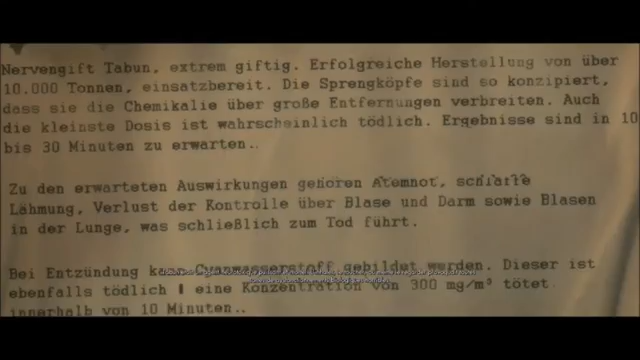 Nervengift Tabun, extrem giftig. Erfolgreiche Herstellung von über
10.000 Tonnen, einsatzbereit. Die Sprengköpfe sind so konzipiert,
dass sie die Chemikalie über große Entfernungen verbreiten. Auch
die kleinste Dosis ist wahrscheinlich tödlich. Ergebnisse sind in 10
bis 30 Minuten zu erwarten..
Zu den erwarteten Auswirkungen gehören Atemnot, schlaffe
Lähmung, Verlust der Kontrolle über Blase und Darm sowie Blasen
in der Lunge, was schließlich zum Tod führt.
Bei Entzündung kann Cyanwasserstoff gebildet werden. Dieser ist
ebenfalls tödlich eine Konzentration von 300 mg/m³ tötet
innerhalb von 10 Minuten..